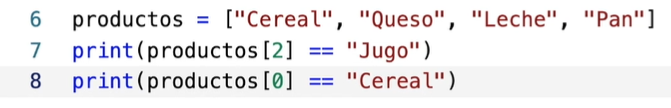 6 productos = ["Cereal", "Queso", "Leche", "Pan"]
7 print(productos[2] == "Jugo")
8 print(productos[0] == "Cereal")